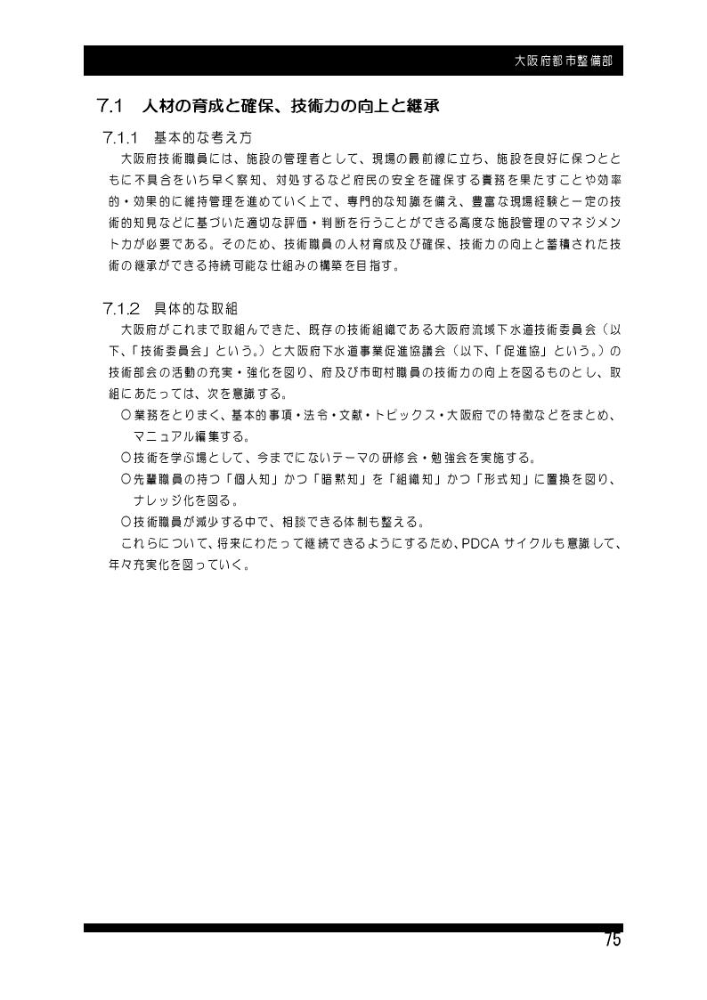 大阪府都市整備部
7.1 人材の育成と確保、技術力の向上と継承
7.1.1 基本的な考え方
大阪府技術職員には、施設の管理者として、現場の最前線に立ち、施設を良好に保つとと
もに不具合をいち早く察知、対処するなど府民の安全を確保する責務を果たすことや効率
的・効果的に維持管理を進めていく上で、専門的な知識を備え、豊富な現場経験と一定の技
術的知見などに基づいた適切な評価・判断を行うことができる高度な施設管理のマネジメン
ト力が必要である。そのため、技術職員の人材育成及び確保、技術力の向上と蓄積された技
術の継承ができる持続可能な仕組みの構築を目指す。
7.1.2 具体的な取組
大阪府がこれまで取組んできた、既存の技術組織である大阪府流域下水道技術委員会（以
下、「技術委員会」という。）と大阪府下水道事業促進協議会（以下、「促進協」という。）の
技術部会の活動の充実・強化を図り、府及び市町村職員の技術力の向上を図るものとし、取
組にあたっては、次を意識する。
〇業務をとりまく、基本的事項・法令・文献・トピックス・大阪府での特徴などをまとめ、
マニュアル編集する。
〇技術を学ぶ場として、今までにないテーマの研修会・勉強会を実施する。
〇先輩職員の持つ「個人知」かつ「暗黙知」を「組織知」かつ「形式知」に置換を図り、
ナレッジ化を図る。
〇技術職員が減少する中で、相談できる体制も整える。
これらについて、将来にわたって継続できるようにするため、PDCA サイクルも意識して、
年々充実化を図っていく。
75